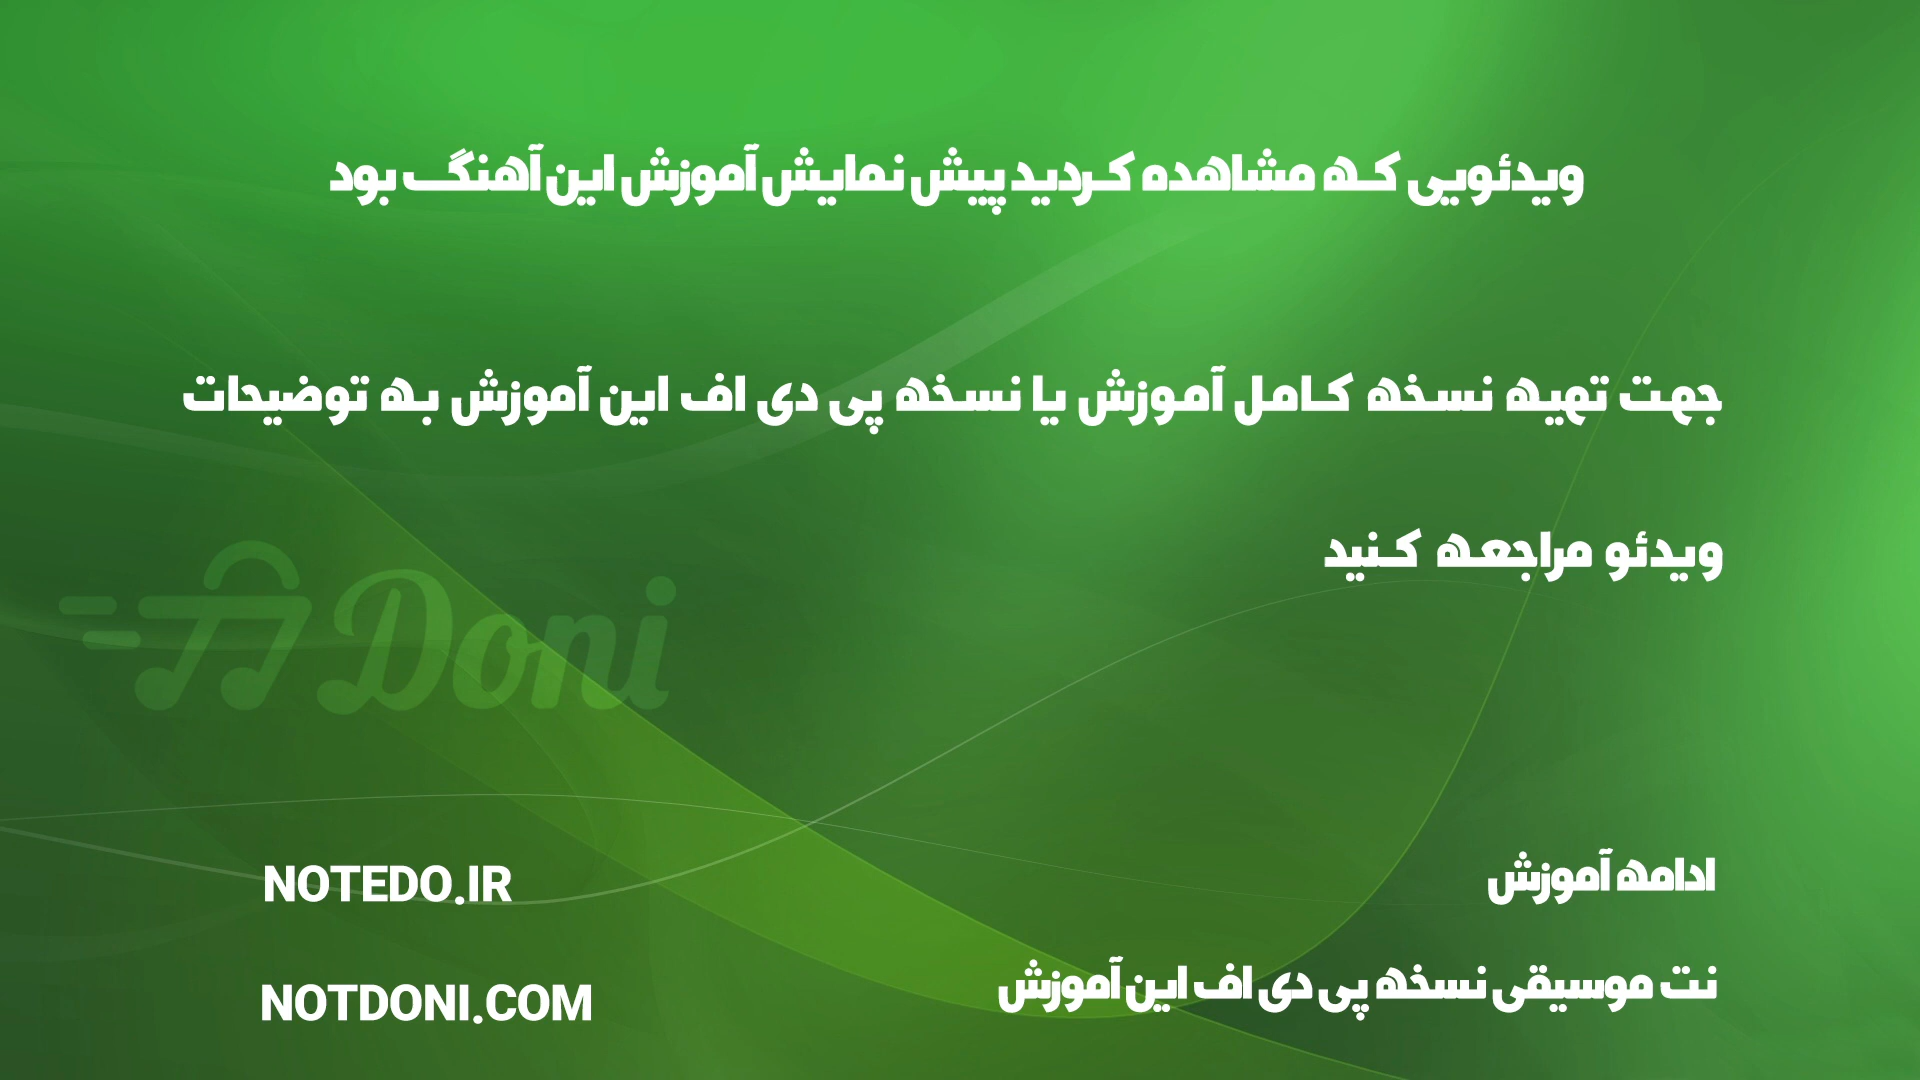 ویدئویی که مشاهده کردید پیش نمایش آموزش این آهنگ بود
جهت تهیه نسخه کامل آموزش یا نسخه پی دی اف این آموزش به توضیحات
ویدئو مراجعه کنید
Doni
ادامه آموزش
NOTEDO.IR
نت موسیقی نسخه پی دی اف این آموزش
NOTDONI.COM